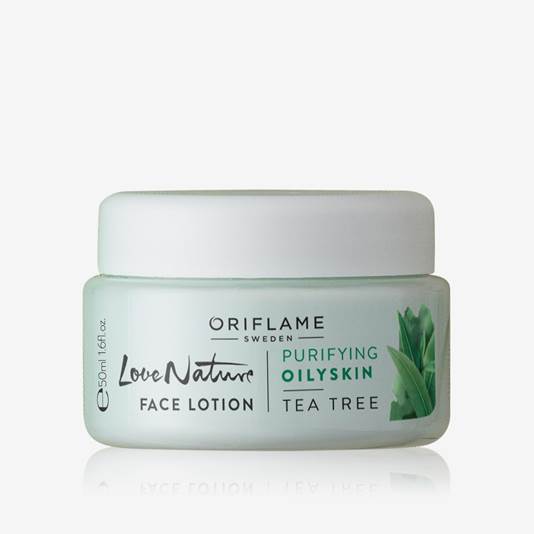 ORIFLAME
SWEDEN
Love Nature
FACE LOTION
PURIFYING
OILYSKIN
TEA TREE
℮50ml 1.6fl.oz.